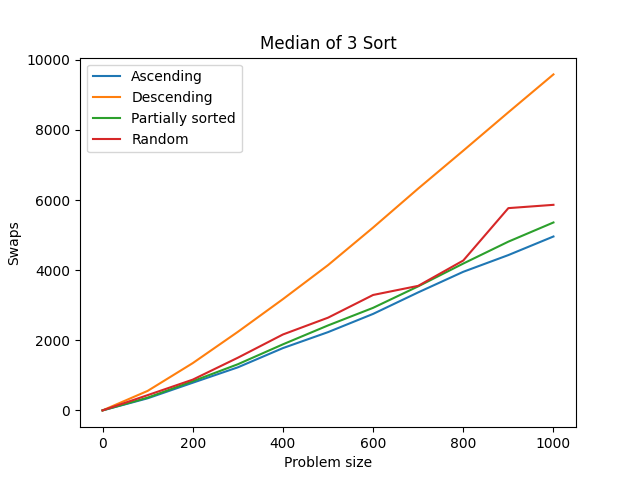 Median of 3 Sort
10000
8000
6000
4000
2000
0
Swaps
Ascending
Descending
Partially sorted
Random
0 200 400 600 800 1000
Problem size